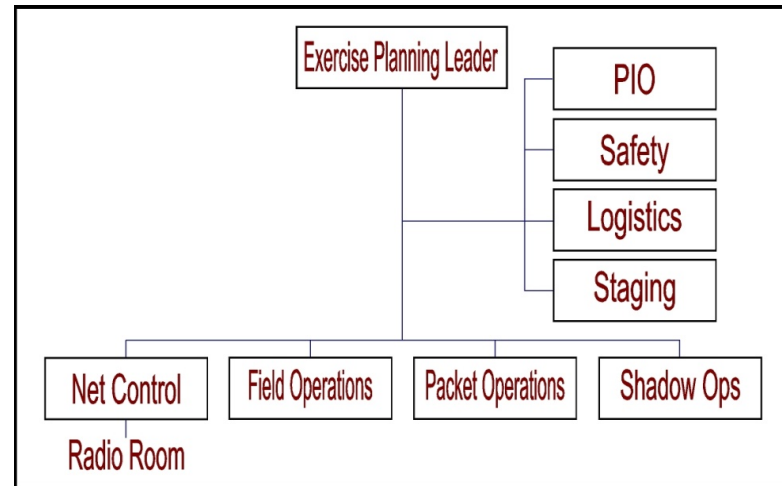 Exercise Planning Leader
PIO
Safety
Logistics
Staging
Net Control
Field Operations
Packet Operations
Shadow Ops
Radio Room